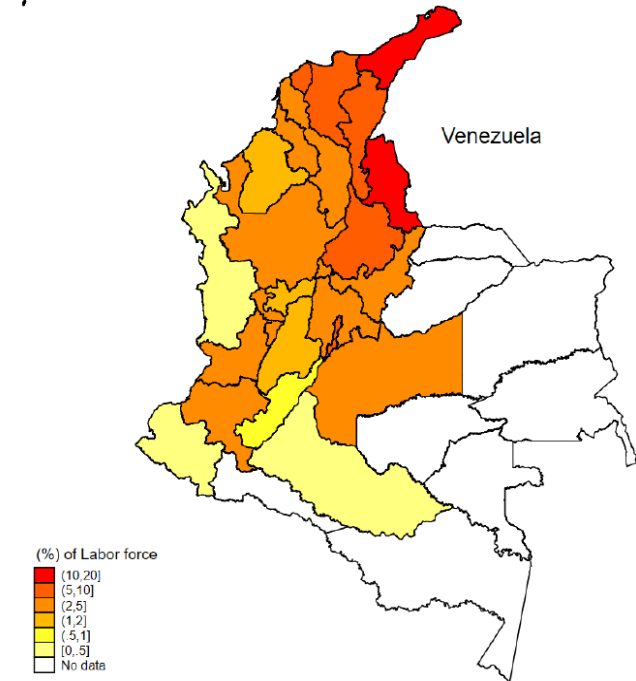 Venezuela
(%) of Labor force
(10,20]
(5,10]
(2,5]
(1,2]
(.5,1]
[0,.5]
No data